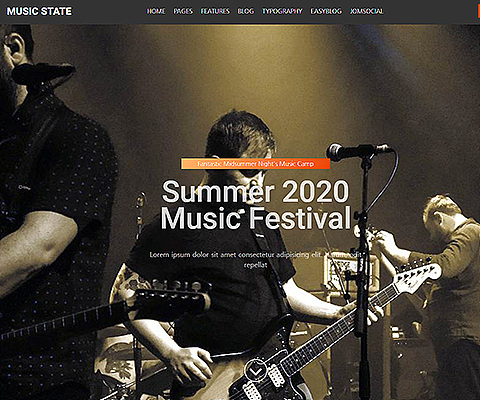 MUSIC STATE
HOME PAGES FEATURES BLOG TYPOGRAPHY EASYBLOG JOMSOCIAL
Fantastic Midsummer Night's Music Camp
Summer 2020
Music Festival
Lorem ipsum dolor sit amet consectetur adipisicing elit.
repellat